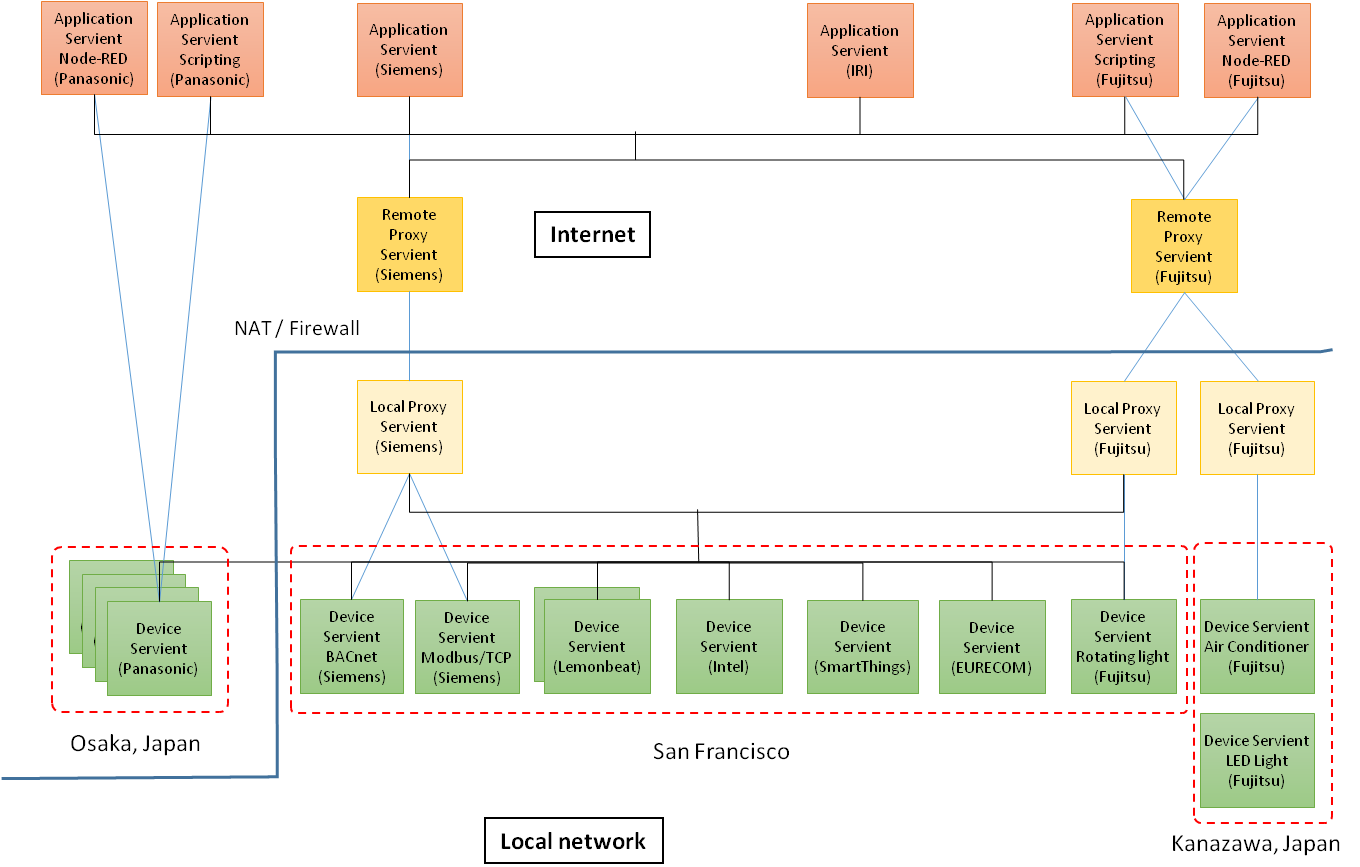 Application
Servient
Node-RED
(Panasonic)
Application
Servient
Scripting
(Panasonic)
Application
Servient
(Siemens)
Application
Servient
(IRI)
Application
Servient
Scripting
(Fujitsu)
Application
Servient
Node-RED
(Fujitsu)
Remote
Proxy
Servient
(Siemens)
Internet
Remote
Proxy
Servient
(Fujitsu)
NAT / Firewall
Local Proxy
Servient
(Siemens)
Local Proxy
Servient
(Fujitsu)
Local Proxy
Servient
(Fujitsu)
Device
Servient
(Panasonic)
Device
Servient
BACnet
(Siemens)
Device
Servient
Modbus/TCP
(Siemens)
Device
Servient
(Lemonbeat)
Device
Servient
(Intel)
Device
Servient
(SmartThings)
Device
Servient
(EURECOM)
Device
Servient
Rotating light
(Fujitsu)
Device Servient
Air Conditioner
(Fujitsu)
Device Servient
LED Light
(Fujitsu)
Osaka, Japan
San Francisco
Kanazawa, Japan
Local network